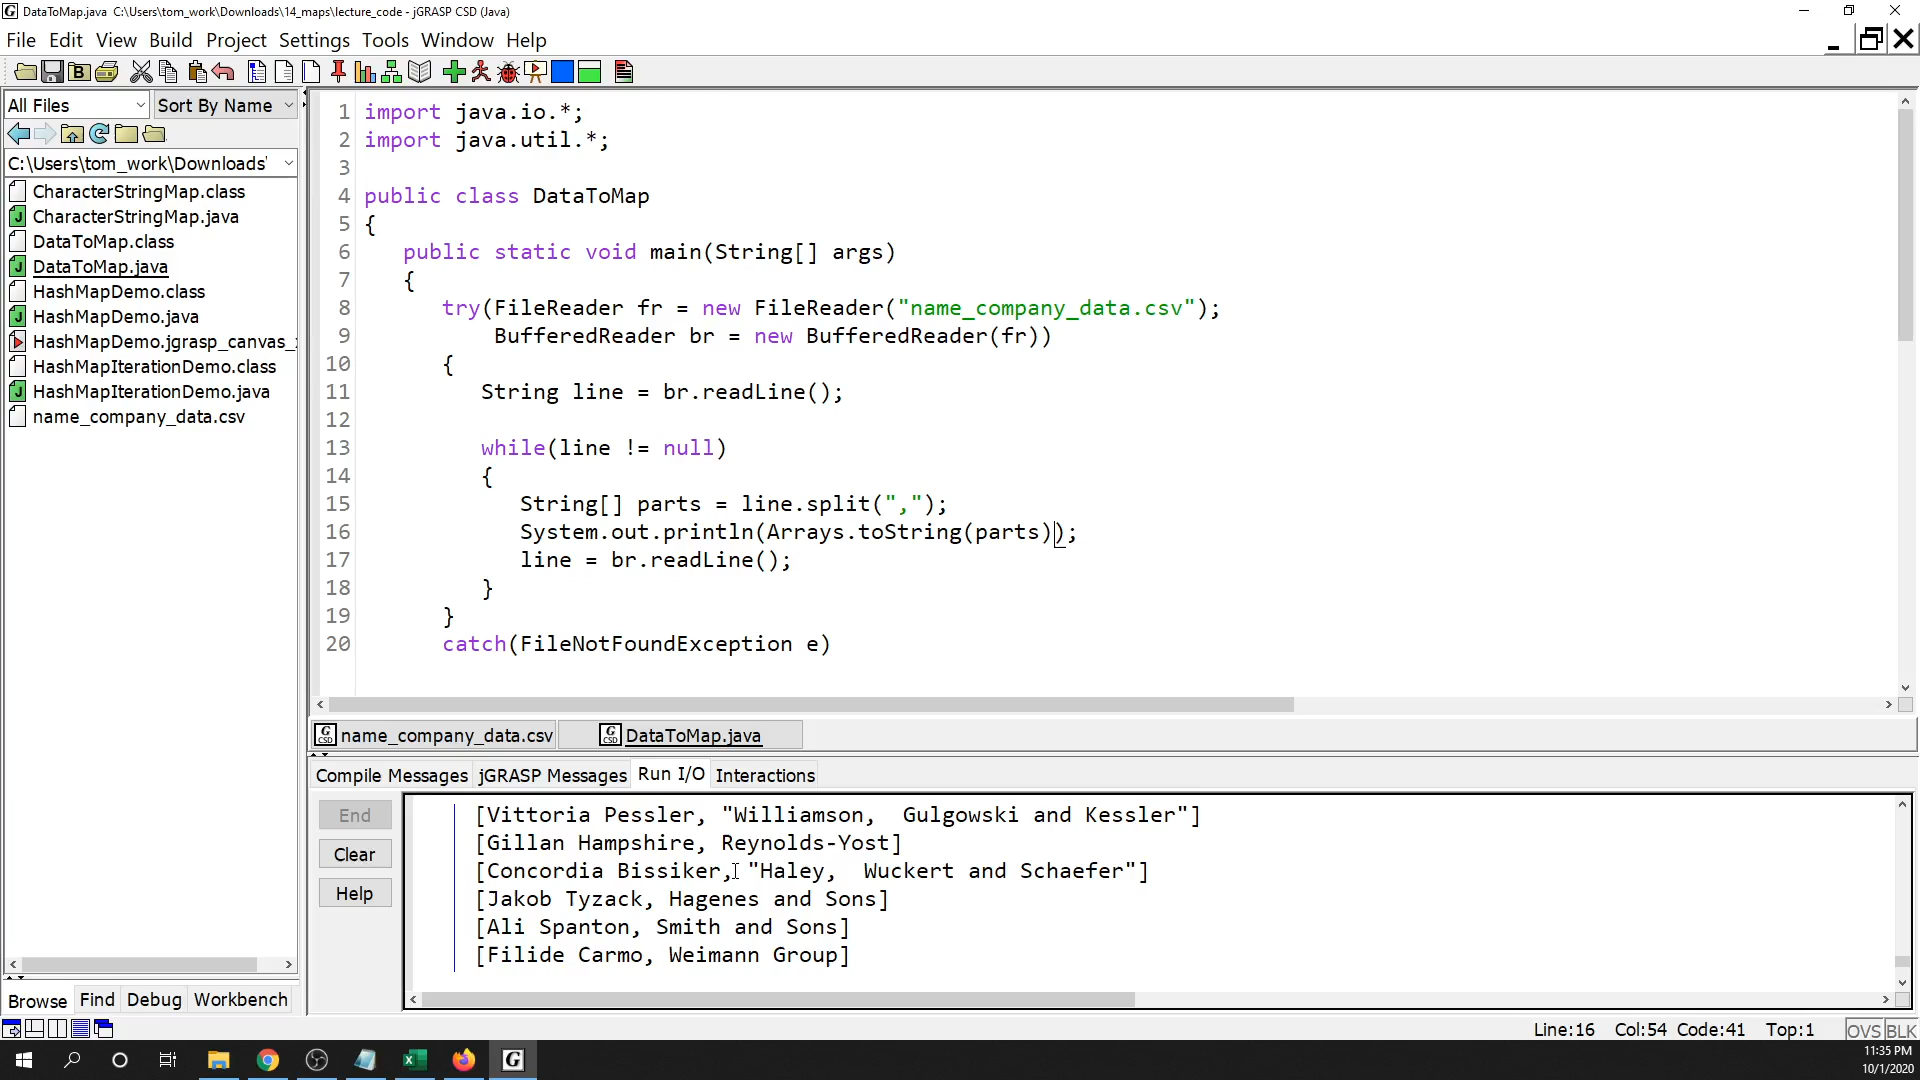 DataToMap.java C:\Users\tom_work\Downloads\14_maps\lecture_code - jGRASP CSD (Java)
File Edit View Build Project Settings Tools Window Help
All Files Sort By Name
C:\Users\tom_work\Downloads'
CharacterStringMap.class
CharacterStringMap.java
DataToMap.class
DataToMap.java
HashMapDemo.class
HashMapDemo.java
HashMapDemo.jgrasp_canvas_
HashMapIterationDemo.class
HashMapIterationDemo.java
name_company_data.csv
Browse Find Debug Workbench
1 import java.io.*;
2 import java.util.*;
3
4 public class DataToMap
5 {
6 public static void main(String[] args)
7 {
8 try(FileReader fr = new FileReader("name_company_data.csv");
9 BufferedReader br = new BufferedReader(fr))
10 {
11 String line = br.readLine();
12
13 while(line != null)
14 {
15 String[] parts = line.split(",");
16 System.out.println(Arrays.toString(parts));
17 line = br.readLine();
18 }
19 }
20 catch(FileNotFoundException e)
name_company_data.csv DataToMap.java
Compile Messages jGRASP Messages Run I/O Interactions
End
Clear
Help
[Vittoria Pessler, "Williamson,  Gulgowski and Kessler"]
[Gillan Hampshire, Reynolds-Yost]
[Concordia Bissiker, "Haley,  Wuckert and Schaefer"]
[Jakob Tyzack, Hagenes and Sons]
[Ali Spanton, Smith and Sons]
[Filide Carmo, Weimann Group]
Line:16 Col:54 Code:41 Top:1 OVS BLK
11:35 PM
10/1/2020